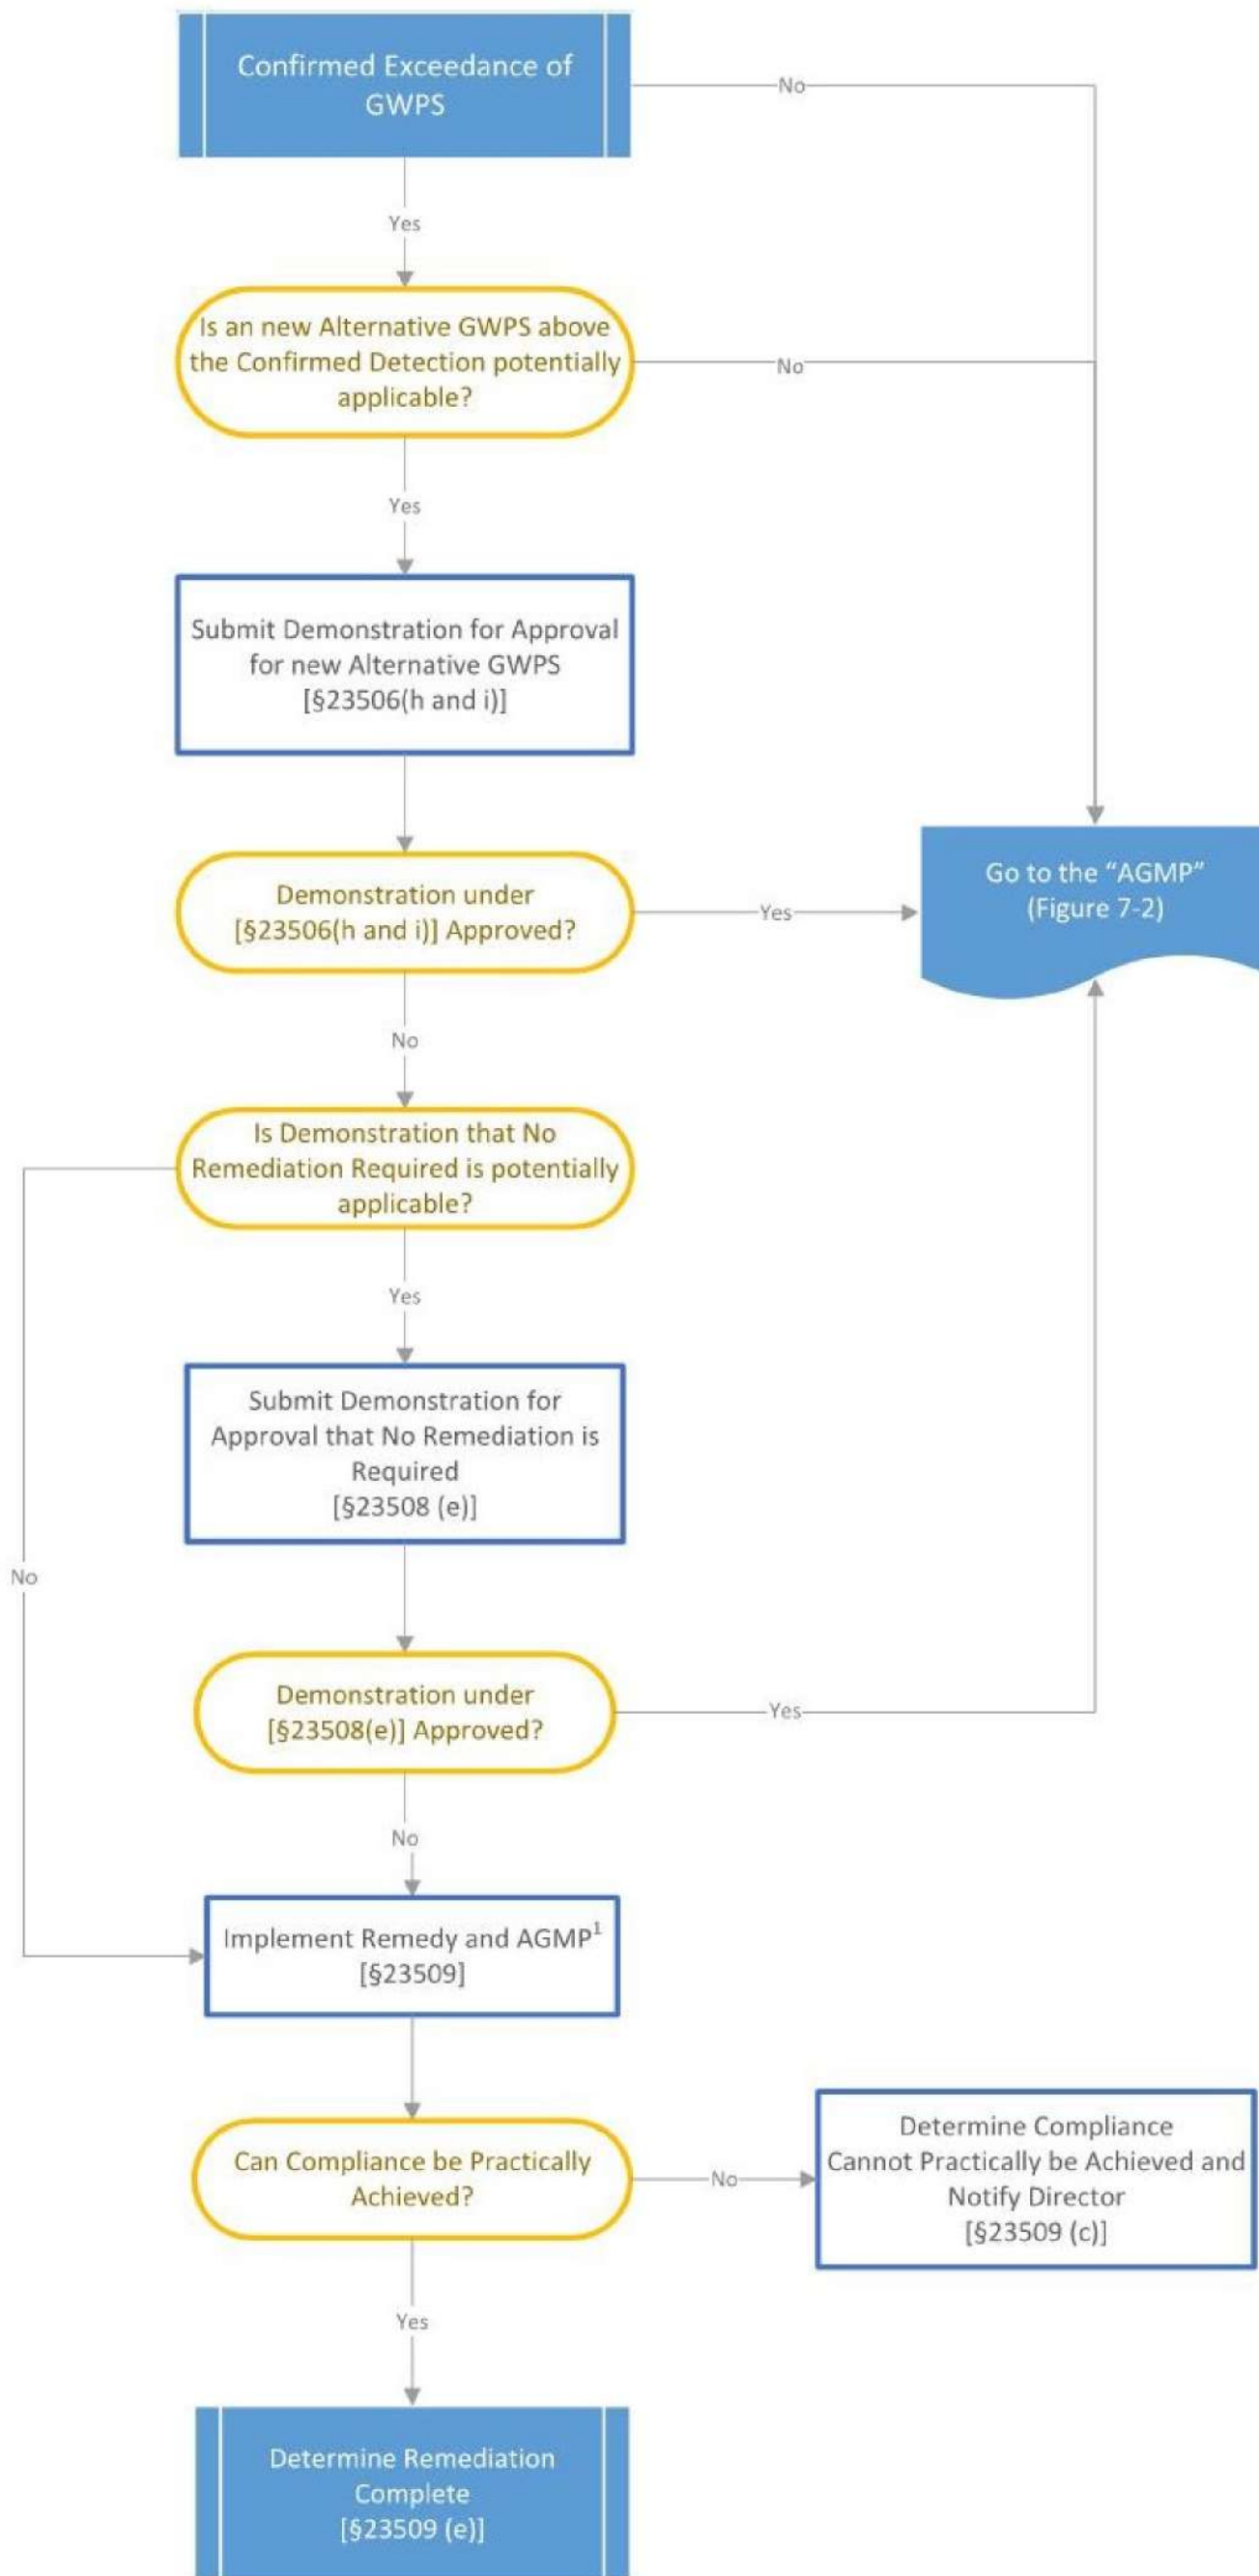 Confirmed Exceedance of
GWPS
No
Yes
Is an new Alternative GWPS above
the Confirmed Detection potentially
applicable?
No
Yes
Submit Demonstration for Approval
for new Alternative GWPS
[§23506(h and i)]
Demonstration under
[§23506(h and i)] Approved?
Yes
Go to the “AGMP”
(Figure 7-2)
No
Is Demonstration that No
Remediation Required is potentially
applicable?
Yes
Submit Demonstration for
Approval that No Remediation is
Required
[§23508 (e)]
No
Demonstration under
[§23508(e)] Approved?
Yes
No
Implement Remedy and AGMP1
[§23509]
Can Compliance be Practically
Achieved?
No
Determine Compliance
Cannot Practically be Achieved and
Notify Director
[§23509 (c)]
Yes
Determine Remediation
Complete
[§23509 (e)]